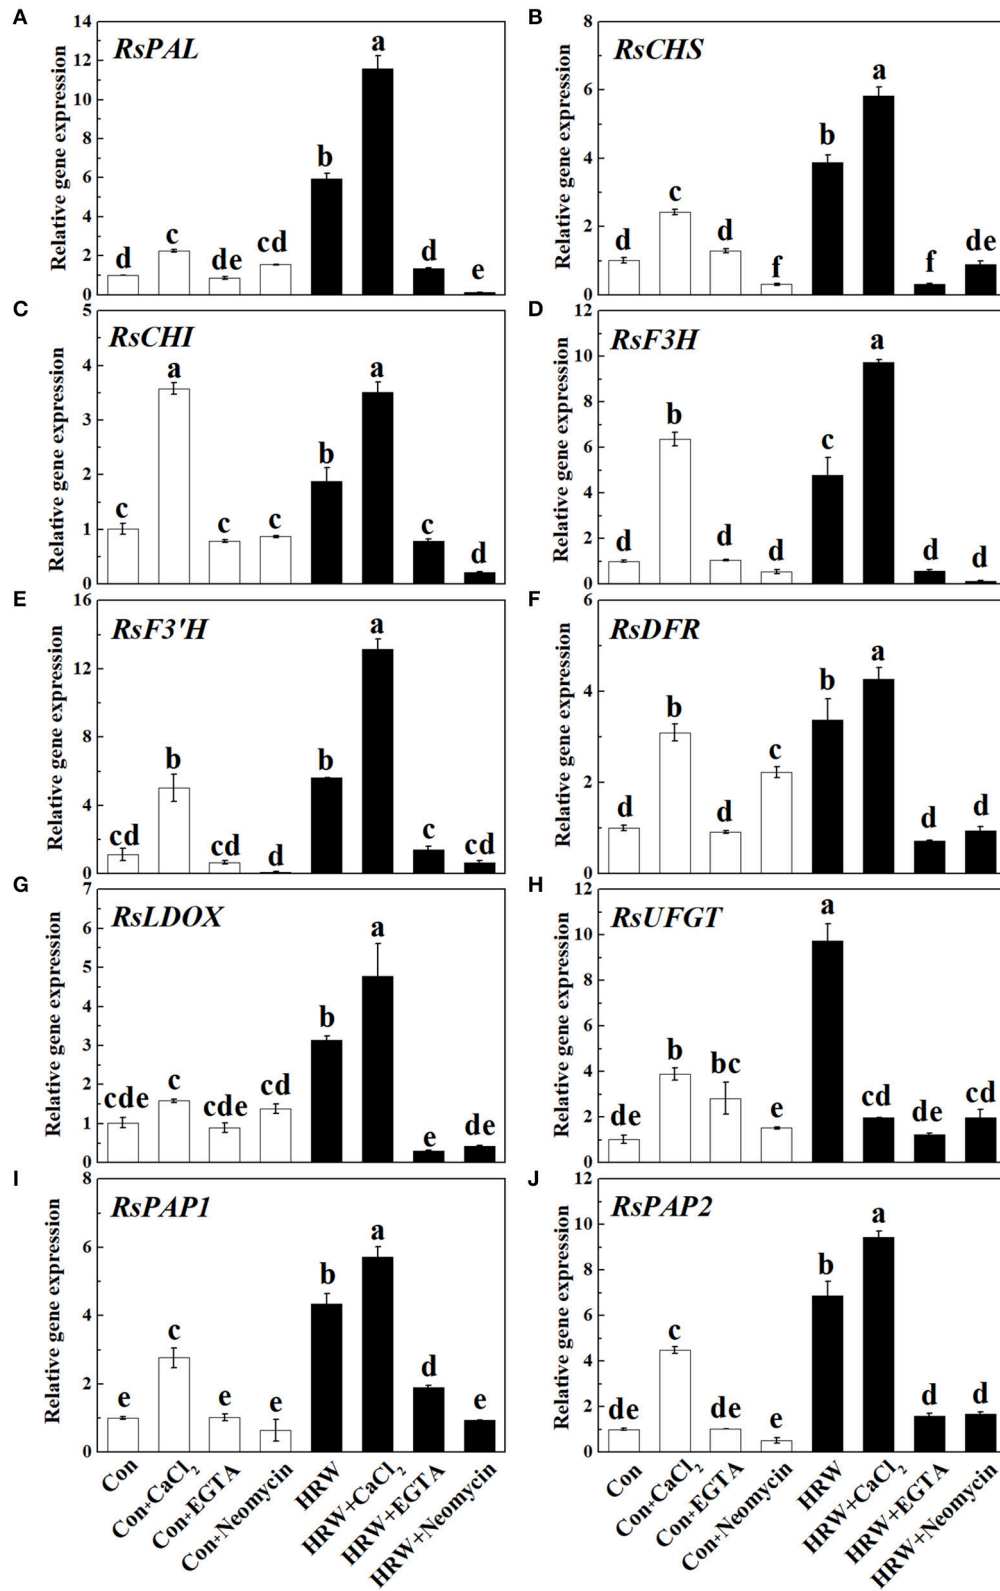 A
RsPAL
Relative gene expression
14
12
10
8
6
4
2
0
d
c
de
cd
b
a
d
e
B
RsCHS
Relative gene expression
8
6
4
2
0
d
c
d
f
b
a
f
de
C
RsCHI
Relative gene expression
5
4
3
2
1
0
c
a
c
c
b
a
c
d
D
RsF3H
Relative gene expression
12
10
8
6
4
2
0
d
b
d
d
c
a
d
d
E
RsF3'H
Relative gene expression
16
12
8
4
0
cd
b
cd
d
b
a
c
cd
F
RsDFR
Relative gene expression
6
4
2
0
d
b
d
c
b
a
d
d
G
RsLDOX
Relative gene expression
7
6
5
4
3
2
1
0
cde
c
cde
cd
b
a
e
de
H
RsUFGT
Relative gene expression
12
10
8
6
4
2
0
de
b
bc
e
a
cd
de
cd
I
RsPAP1
Relative gene expression
8
6
4
2
0
e
c
e
e
b
a
d
e
Con
Con+CaCl2
Con+EGTA
Con+Neomycin
HRW
HRW+CaCl2
HRW+EGTA
HRW+Neomycin
J
RsPAP2
Relative gene expression
12
10
8
6
4
2
0
de
c
de
e
b
a
d
d
Con
Con+CaCl2
Con+EGTA
Con+Neomycin
HRW
HRW+CaCl2
HRW+EGTA
HRW+Neomycin